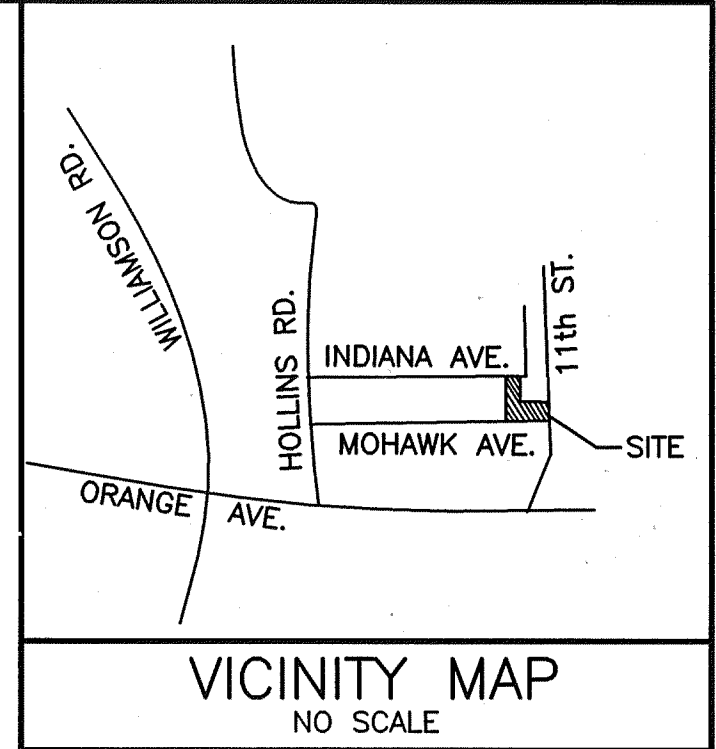 WILLIAMSON RD.
HOLLINS RD.
INDIANA AVE.
11th ST.
MOHAWK AVE.
SITE
ORANGE AVE.
VICINITY MAP
NO SCALE